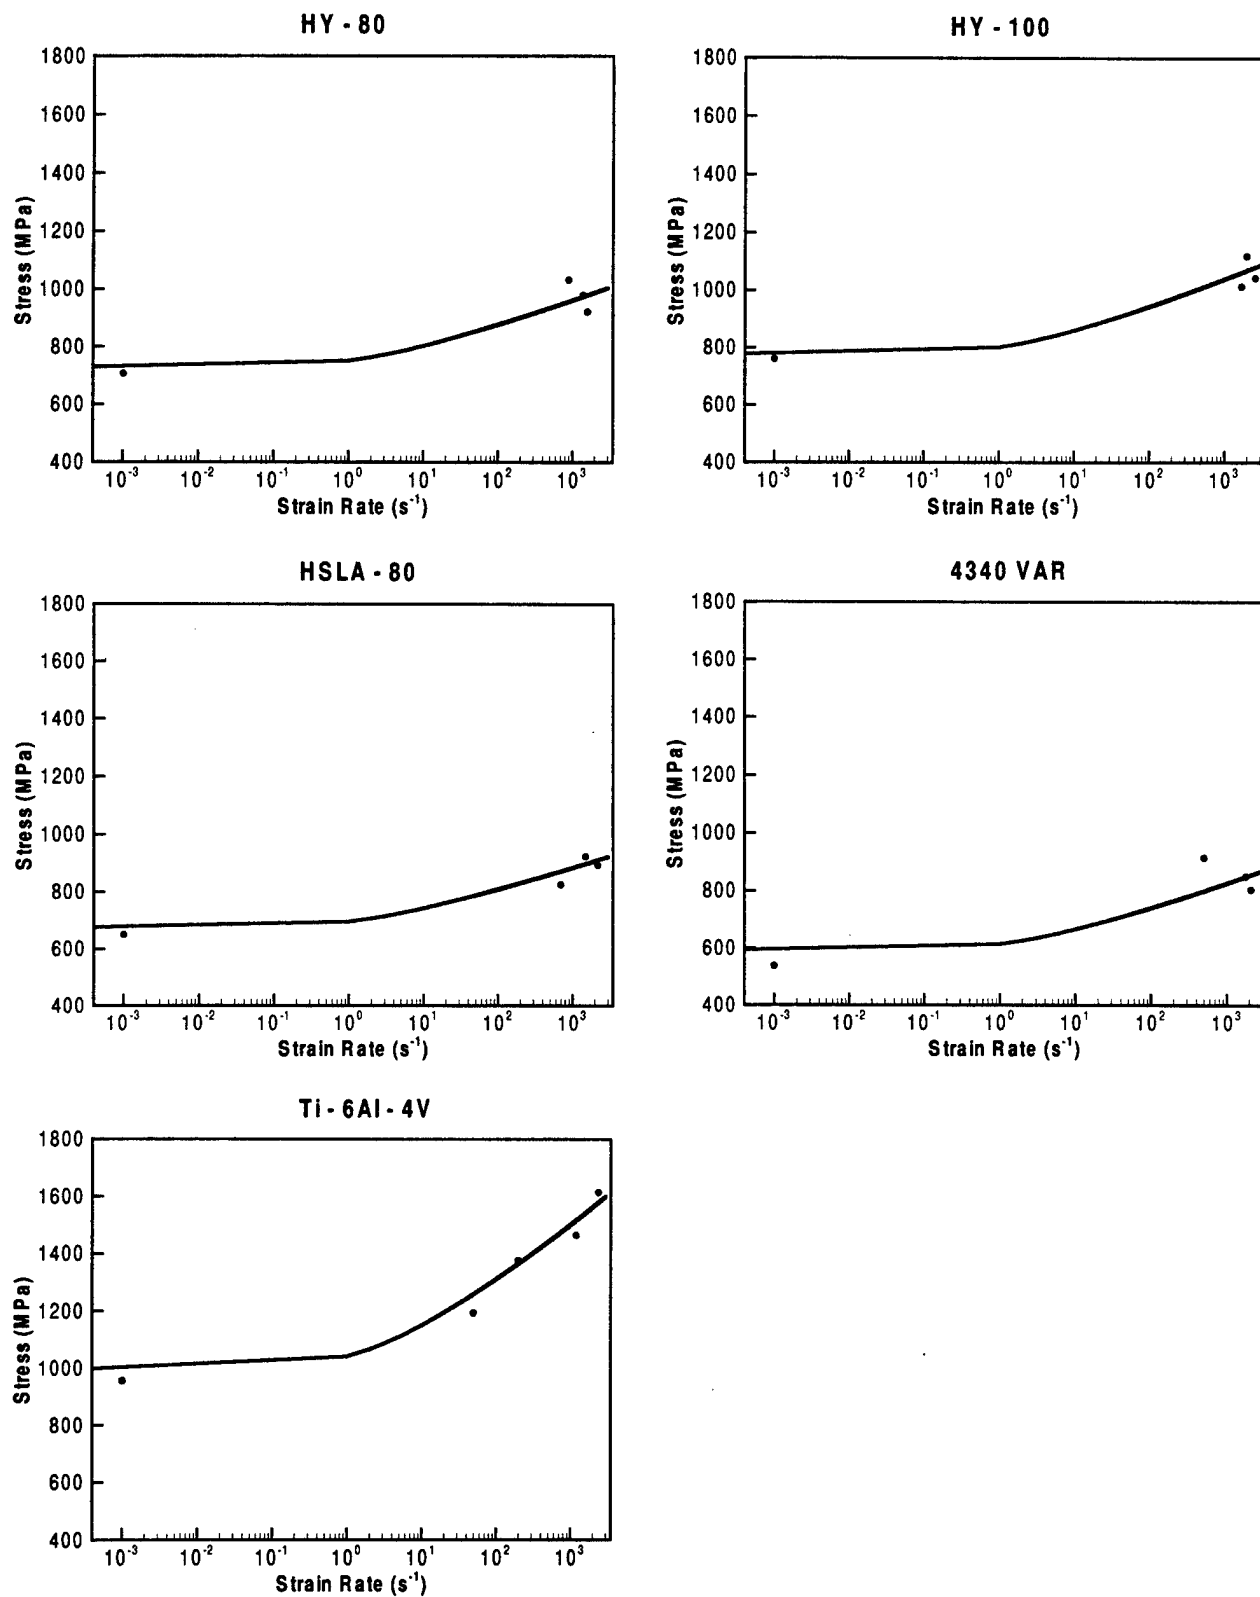 HY - 80
1800
1600
1400
1200
1000
800
600
400
Stress (MPa)
10⁻³ 10⁻² 10⁻¹ 10⁰ 10¹ 10² 10³
Strain Rate (s⁻¹)
HY - 100
1800
1600
1400
1200
1000
800
600
400
Stress (MPa)
10⁻³ 10⁻² 10⁻¹ 10⁰ 10¹ 10² 10³
Strain Rate (s⁻¹)
HSLA - 80
1800
1600
1400
1200
1000
800
600
400
Stress (MPa)
10⁻³ 10⁻² 10⁻¹ 10⁰ 10¹ 10² 10³
Strain Rate (s⁻¹)
4340 VAR
1800
1600
1400
1200
1000
800
600
400
Stress (MPa)
10⁻³ 10⁻² 10⁻¹ 10⁰ 10¹ 10² 10³
Strain Rate (s⁻¹)
Ti - 6Al - 4V
1800
1600
1400
1200
1000
800
600
400
Stress (MPa)
10⁻³ 10⁻² 10⁻¹ 10⁰ 10¹ 10² 10³
Strain Rate (s⁻¹)